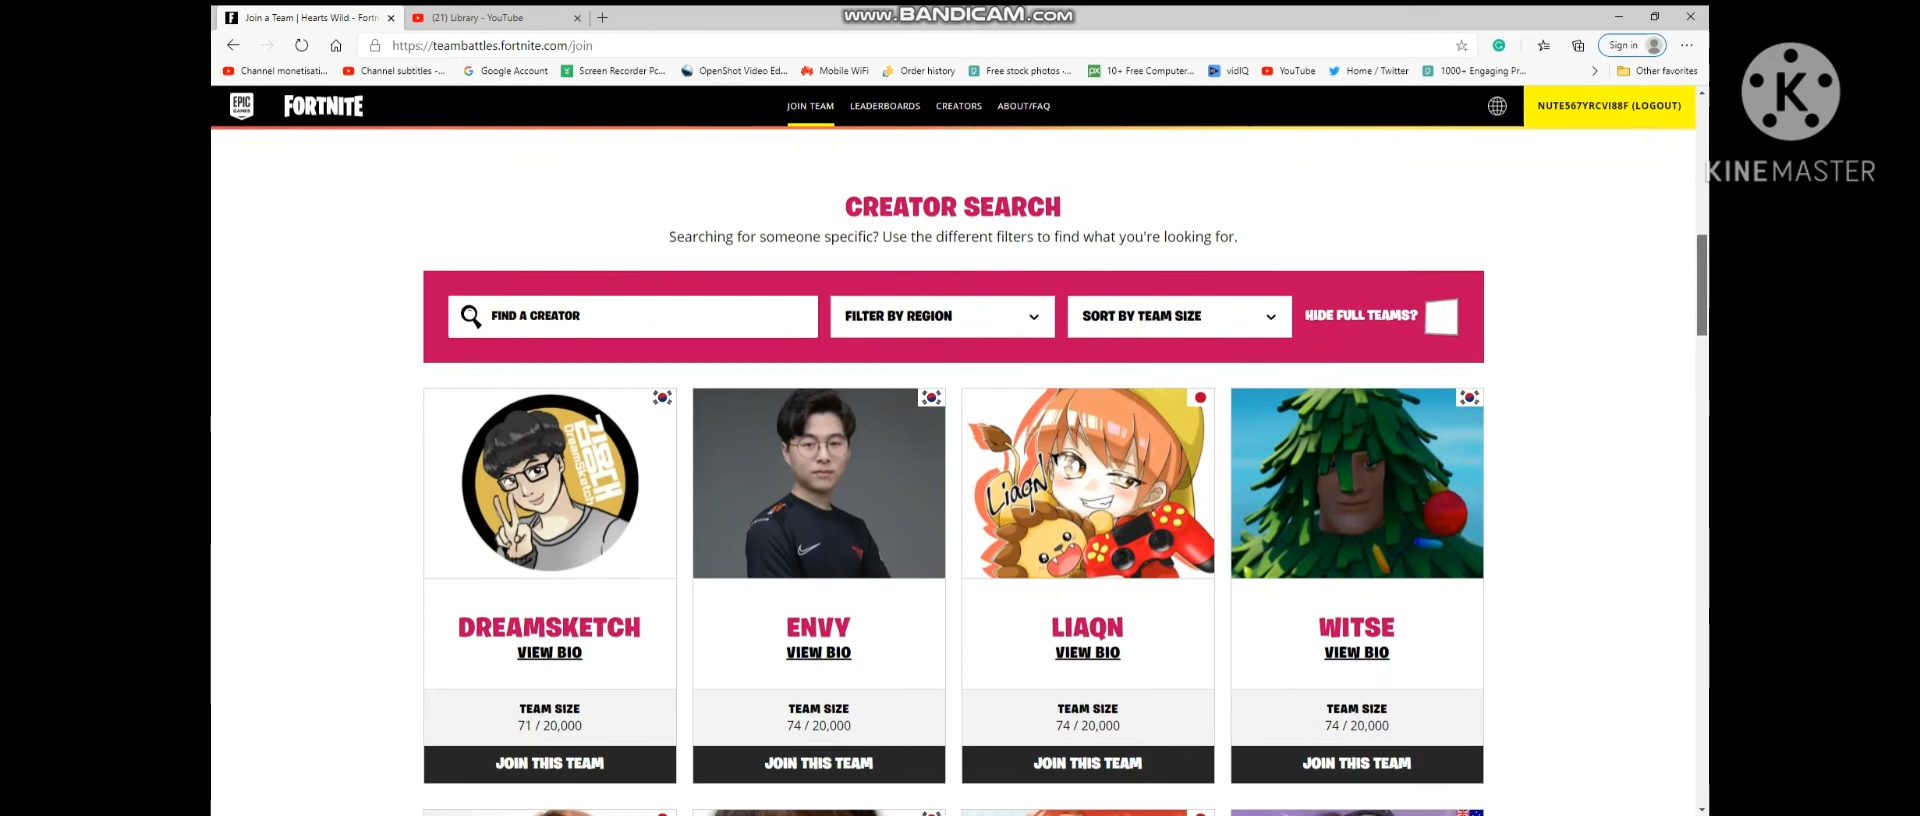 www.BANDICAM.com
Join a Team | Hearts Wild - Fortn
(21) Library - YouTube
https://teambattles.fortnite.com/join
Sign in
Channel monetisati...
Channel subtitles -...
Google Account
Screen Recorder Pc...
OpenShot Video Ed...
Mobile WiFi
Order history
Free stock photos -...
10+ Free Computer...
vidIQ
YouTube
Home / Twitter
1000+ Engaging Pr...
Other favorites
K
KINEMASTER
EPIC GAMES
FORTNITE
JOIN TEAM
LEADERBOARDS
CREATORS
ABOUT/FAQ
NUTE567YRCVI88F (LOGOUT)
CREATOR SEARCH
Searching for someone specific? Use the different filters to find what you're looking for.
FIND A CREATOR
FILTER BY REGION
SORT BY TEAM SIZE
HIDE FULL TEAMS?
DreamSketch
Liaqn
DREAMSKETCH
ENVY
LIAQN
WITSE
VIEW BIO
VIEW BIO
VIEW BIO
VIEW BIO
TEAM SIZE
TEAM SIZE
TEAM SIZE
TEAM SIZE
71 / 20,000
74 / 20,000
74 / 20,000
74 / 20,000
JOIN THIS TEAM
JOIN THIS TEAM
JOIN THIS TEAM
JOIN THIS TEAM